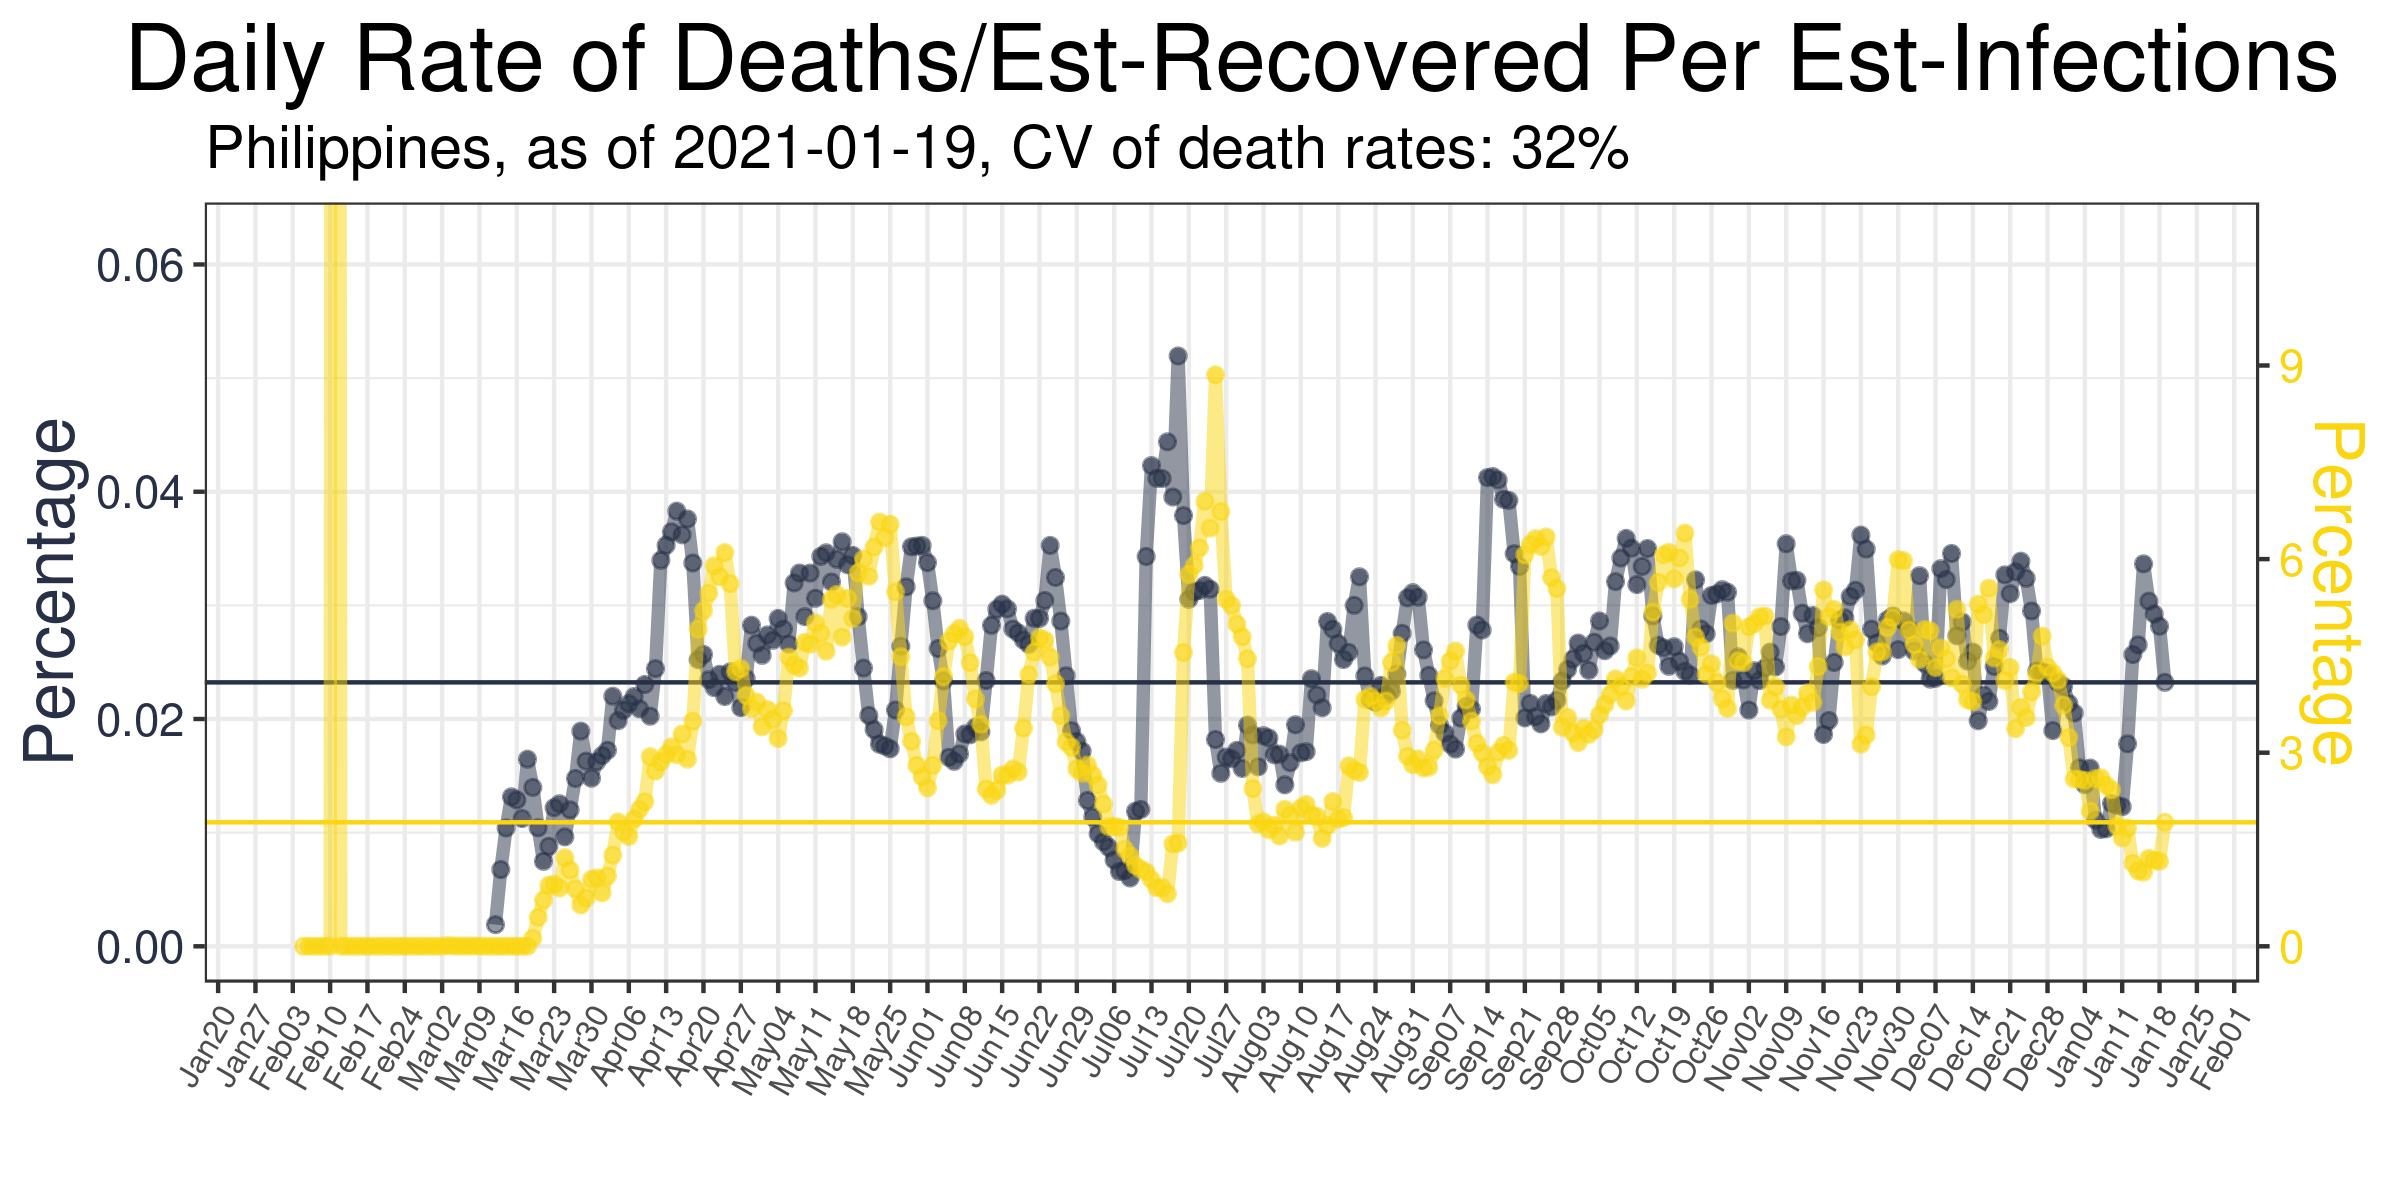 Daily Rate of Deaths/Est-Recovered Per Est-Infections
Philippines, as of 2021-01-19, CV of death rates: 32%
Percentage
0.06
0.04
0.02
0.00
9
6
3
0
Percentage
Jan20
Jan27
Feb03
Feb10
Feb17
Feb24
Mar02
Mar09
Mar16
Mar23
Mar30
Apr06
Apr13
Apr20
Apr27
May04
May11
May18
May25
Jun01
Jun08
Jun15
Jun22
Jun29
Jul06
Jul13
Jul20
Jul27
Aug03
Aug10
Aug17
Aug24
Aug31
Sep07
Sep14
Sep21
Sep28
Oct05
Oct12
Oct19
Oct26
Nov02
Nov09
Nov16
Nov23
Nov30
Dec07
Dec14
Dec21
Dec28
Jan04
Jan11
Jan18
Jan25
Feb01